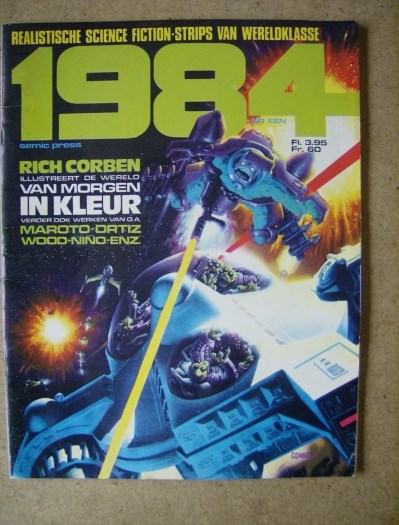 REALISTISCHE SCIENCE FICTION-STRIPS VAN WERELDKLASSE
1984
NR EEN
semic press
Fl. 3.95
Fr. 60
RICH CORBEN
ILLUSTREERT DE WERELD
VAN MORGEN
IN KLEUR
VERDER OOK WERKEN VAN O.A.
MAROTO-ORTIZ
WOOD-NIÑO-ENZ.
CORBEN